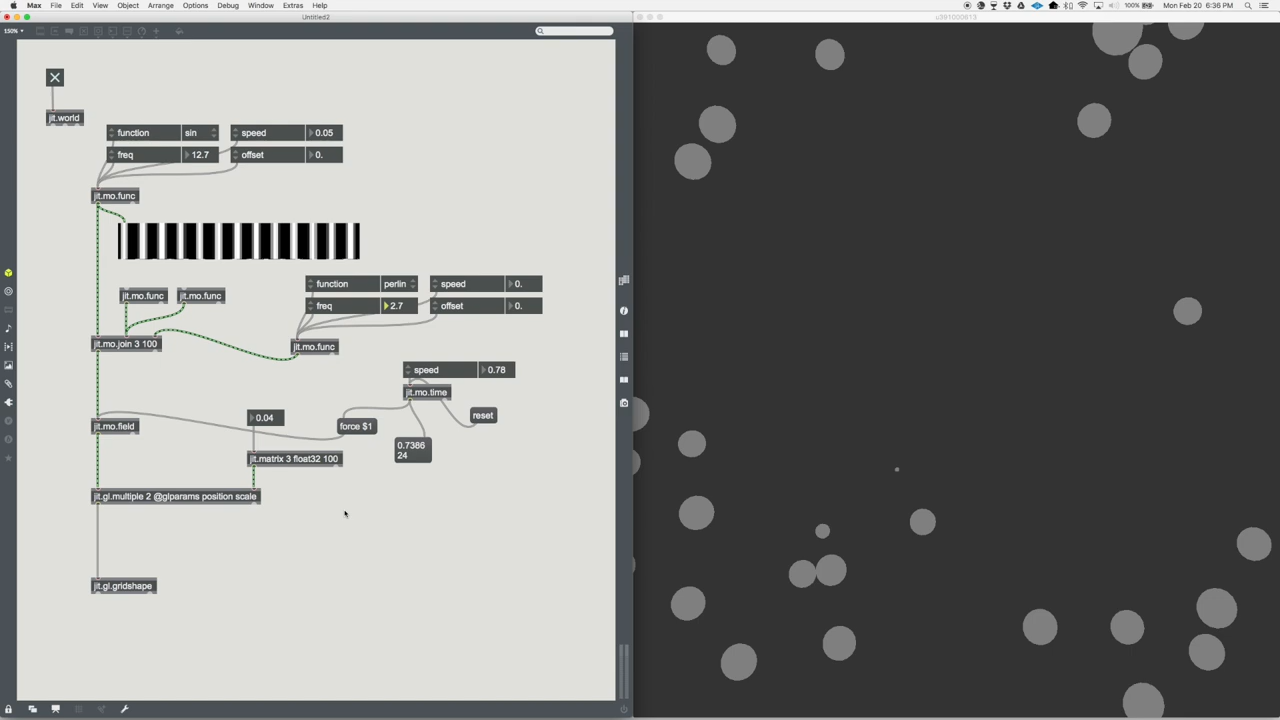 Max File Edit View Object Arrange Options Debug Window Extras Help
100% Mon Feb 20 6:36 PM
Untitled2
u391000613
150%
jit.world
function sin speed 0.05
freq 12.7 offset 0.
jit.mo.func
function perlin speed 0.
freq 2.7 offset 0.
jit.mo.func jit.mo.func
jit.mo.join 3 100
jit.mo.func
speed 0.78
jit.mo.time
reset
0.04
force $1
jit.mo.field
0.7386
24
jit.matrix 3 float32 100
jit.gl.multiple 2 @glparams position scale
jit.gl.gridshape